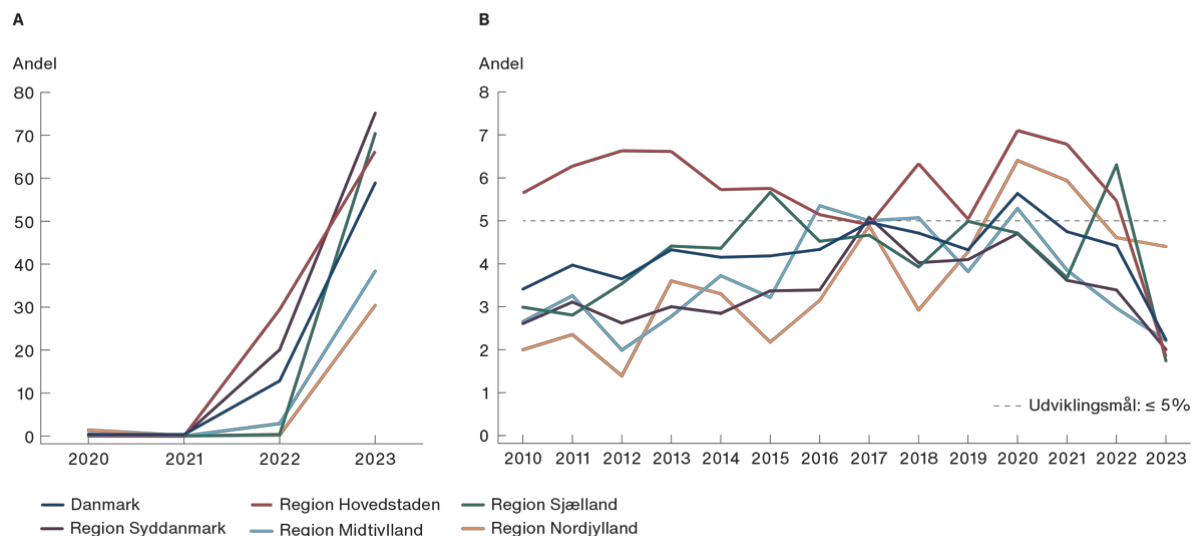 A
B
Andel
Andel
80
70
60
50
40
30
20
10
0
2020 2021 2022 2023
8
7
6
5
4
3
2
1
0
Udviklingsmål: ≤ 5%
2010 2011 2012 2013 2014 2015 2016 2017 2018 2019 2020 2021 2022 2023
Danmark Region Hovedstaden Region Sjælland
Region Syddanmark Region Midtivlland Region Nordjylland